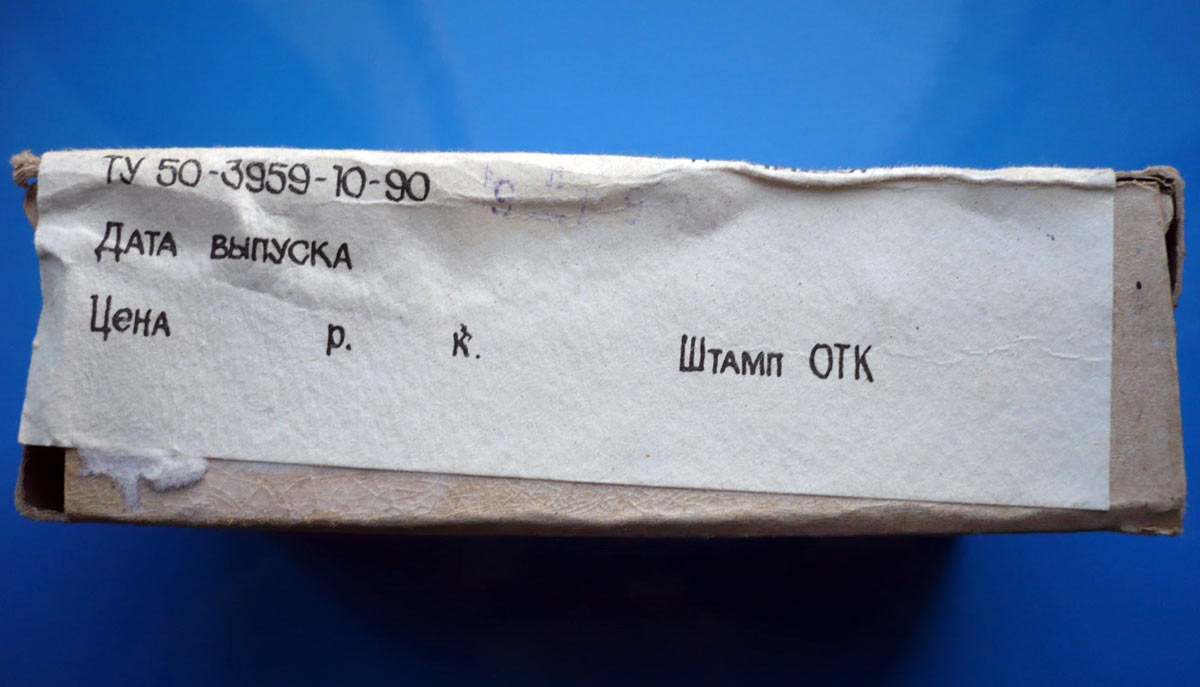 ТУ 50-3959-10-90
Дата выпуска
Цена р. к. Штамп ОТК